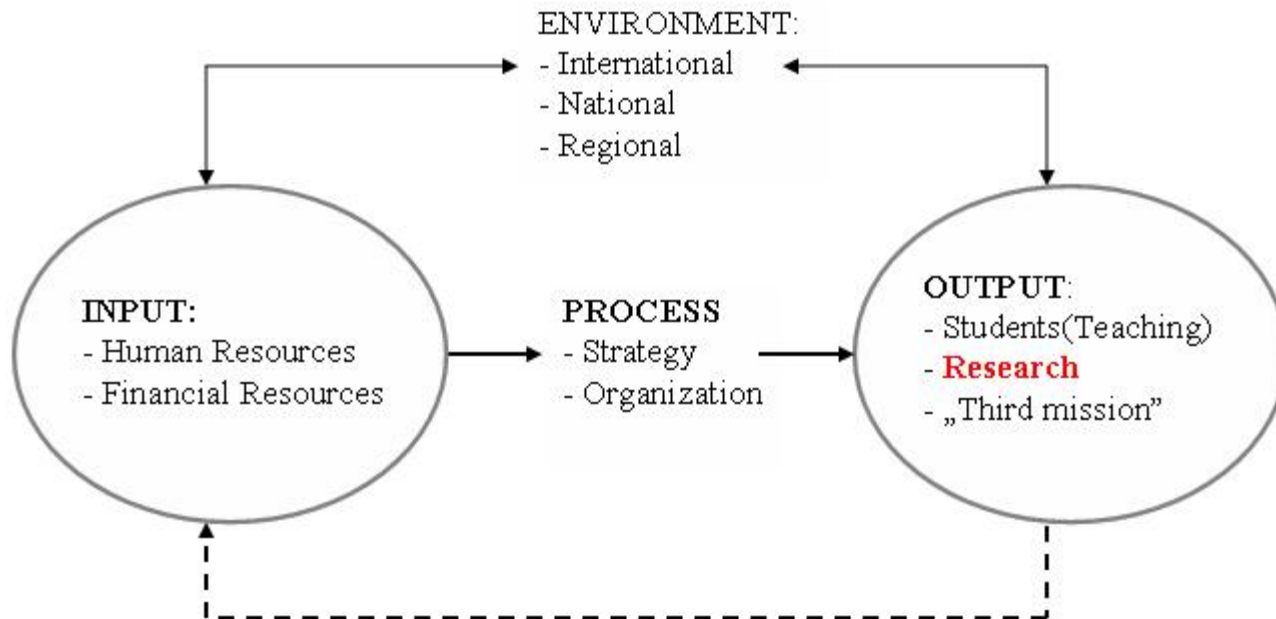 ENVIRONMENT:
- International
- National
- Regional
INPUT:
- Human Resources
- Financial Resources
PROCESS
- Strategy
- Organization
OUTPUT:
- Students(Teaching)
- Research
- „Third mission”